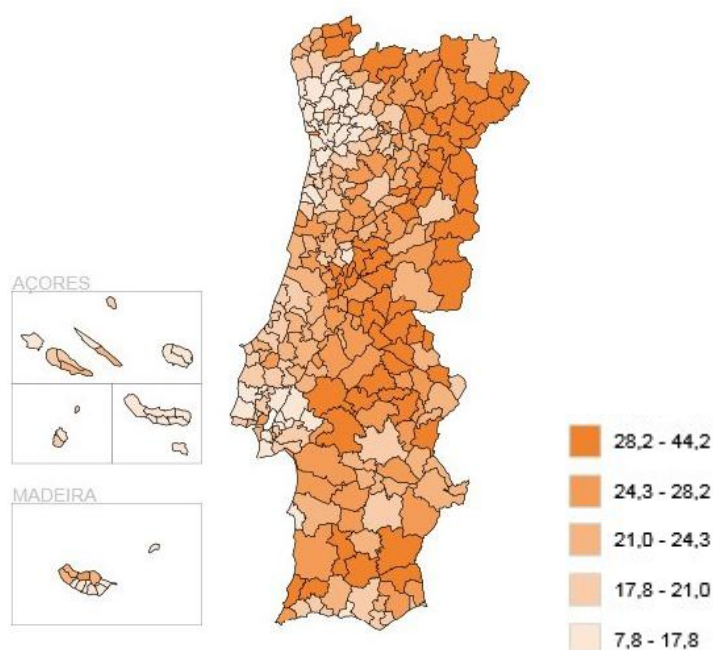 AÇORES
MADEIRA
28,2 - 44,2
24,3 - 28,2
21,0 - 24,3
17,8 - 21,0
7,8 - 17,8